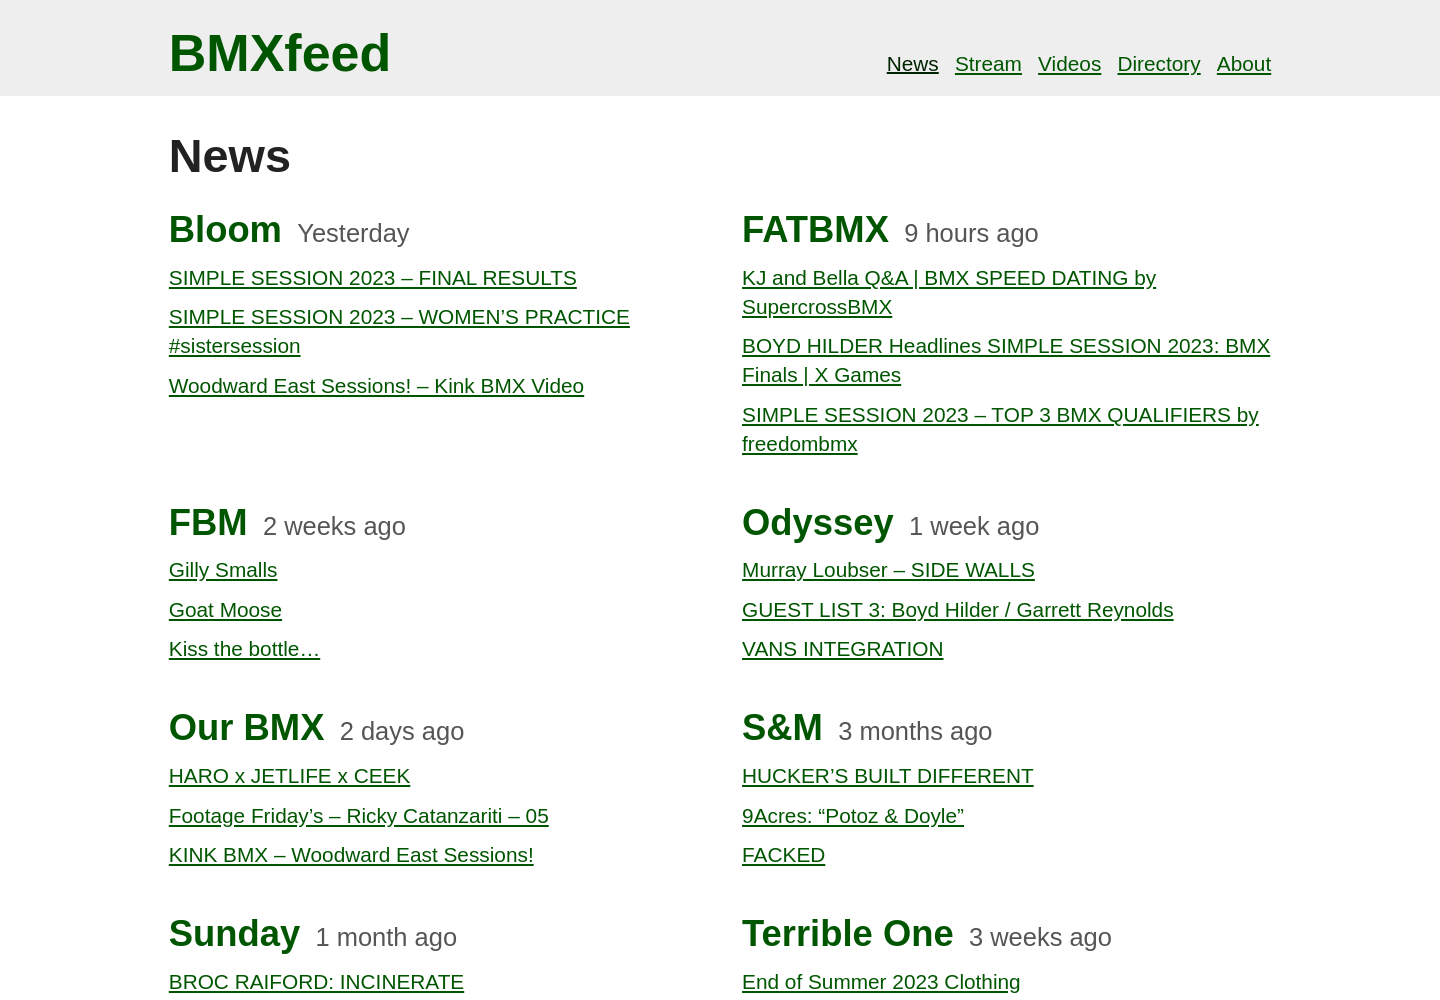 BMXfeed
News Stream Videos Directory About
News
Bloom Yesterday
SIMPLE SESSION 2023 – FINAL RESULTS
SIMPLE SESSION 2023 – WOMEN’S PRACTICE
#sistersession
Woodward East Sessions! – Kink BMX Video
FATBMX 9 hours ago
KJ and Bella Q&A | BMX SPEED DATING by
SupercrossBMX
BOYD HILDER Headlines SIMPLE SESSION 2023: BMX
Finals | X Games
SIMPLE SESSION 2023 – TOP 3 BMX QUALIFIERS by
freedombmx
FBM 2 weeks ago
Gilly Smalls
Goat Moose
Kiss the bottle…
Odyssey 1 week ago
Murray Loubser – SIDE WALLS
GUEST LIST 3: Boyd Hilder / Garrett Reynolds
VANS INTEGRATION
Our BMX 2 days ago
HARO x JETLIFE x CEEK
Footage Friday’s – Ricky Catanzariti – 05
KINK BMX – Woodward East Sessions!
S&M 3 months ago
HUCKER’S BUILT DIFFERENT
9Acres: “Potoz & Doyle”
FACKED
Sunday 1 month ago
BROC RAIFORD: INCINERATE
Terrible One 3 weeks ago
End of Summer 2023 Clothing